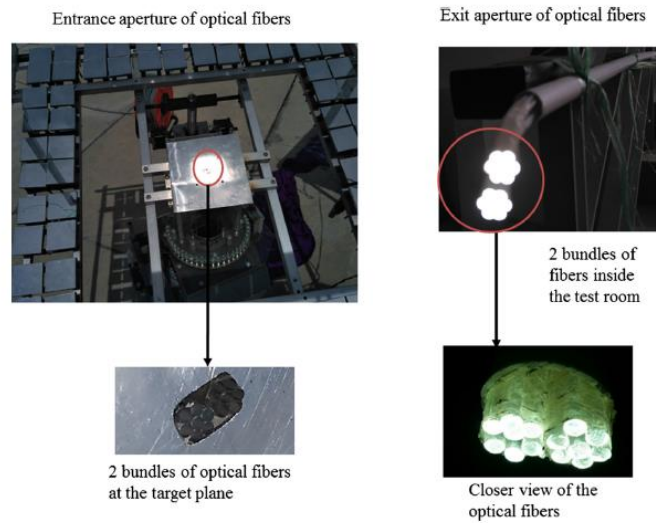 Entrance aperture of optical fibers
Exit aperture of optical fibers
2 bundles of
fibers inside
the test room
2 bundles of optical fibers
at the target plane
Closer view of the
optical fibers